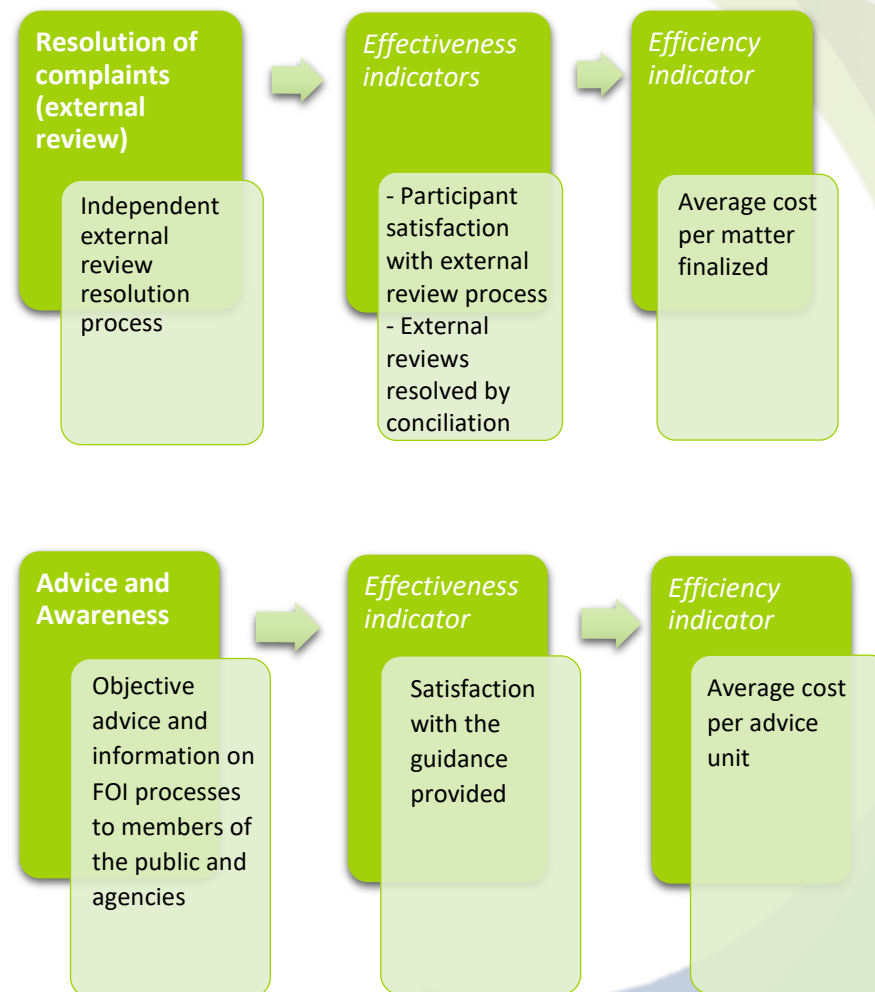 Resolution of
complaints
(external
review)
Independent
external
review
resolution
process
Effectiveness
indicators
- Participant
satisfaction
with external
review process
- External
reviews
resolved by
conciliation
Efficiency
indicator
Average cost
per matter
finalized
Advice and
Awareness
Objective
advice and
information on
FOI processes
to members of
the public and
agencies
Effectiveness
indicator
Satisfaction
with the
guidance
provided
Efficiency
indicator
Average cost
per advice
unit